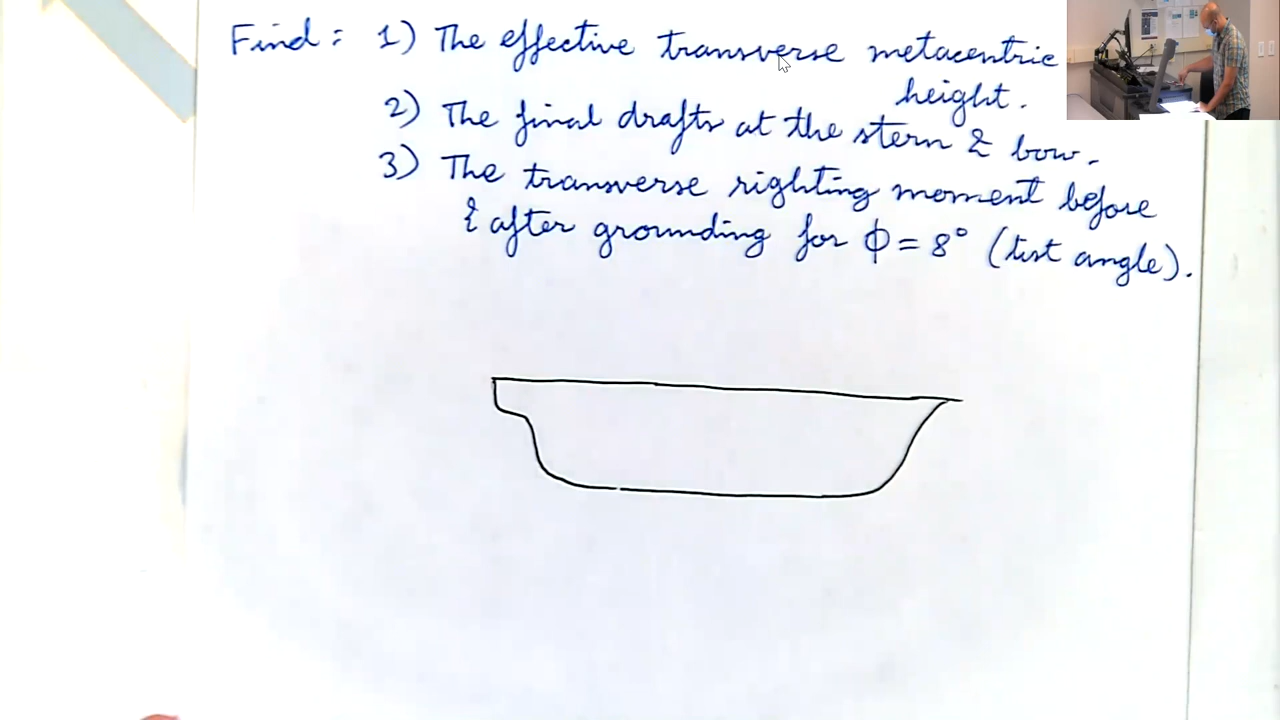 Find : 1) The effective transverse metacentric
height.
2) The final drafts at the stern & bow.
3) The transverse righting moment before
& after grounding for ϕ = 8° (list angle).